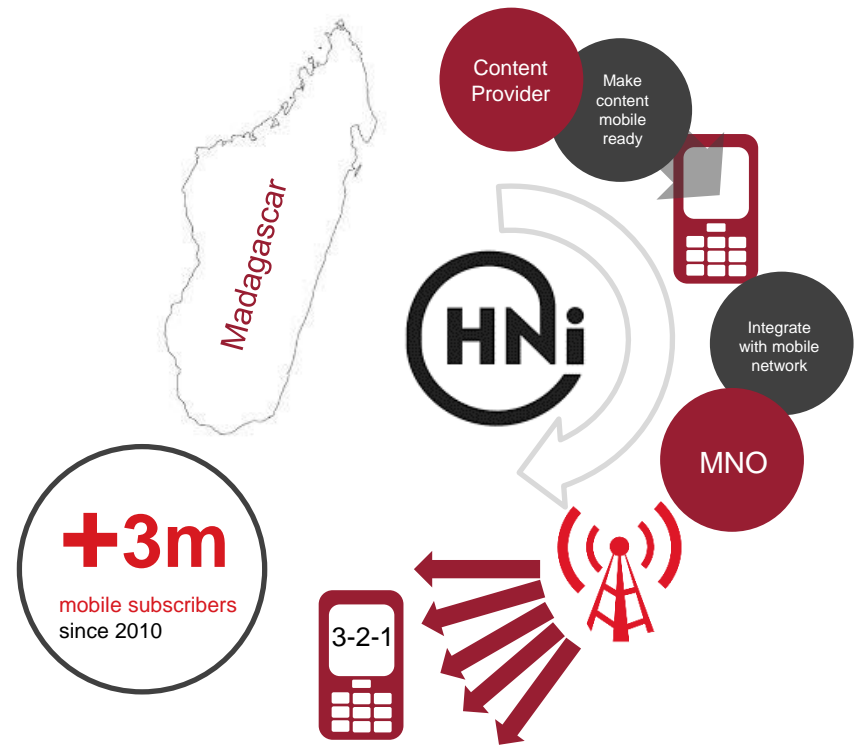 Content
Provider
Make
content
mobile
ready
Madagascar
HNi
Integrate
with mobile
network
MNO
+3m
mobile subscribers
since 2010
3-2-1